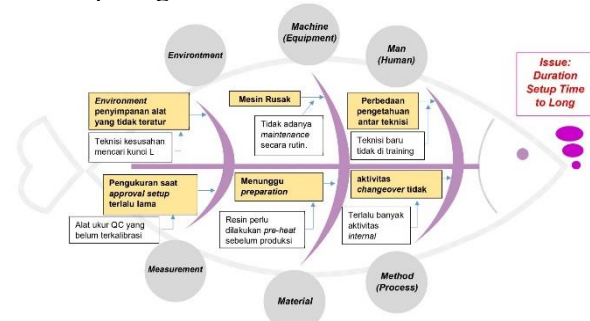 Environtment
Machine
(Equipment)
Man
(Human)
Issue:
Duration
Setup Time
to Long
Environment
penyimpanan alat
yang tidak teratur
Teknisi kesusahan
mencari kunci L
Mesin Rusak
Tidak adanya
maintenance
secara rutin.
Perbedaan
pengetahuan
antar teknisi
Teknisi baru
tidak di training
Pengukuran saat
approval setup
terlalu lama
Alat ukur QC yang
belum terkalibrasi
Menunggu
preparation
Resin perlu
dilakukan pre-heat
sebelum produksi
aktivitas
changeover tidak
Terlalu banyak
aktivitas
internal
Measurement
Material
Method
(Process)